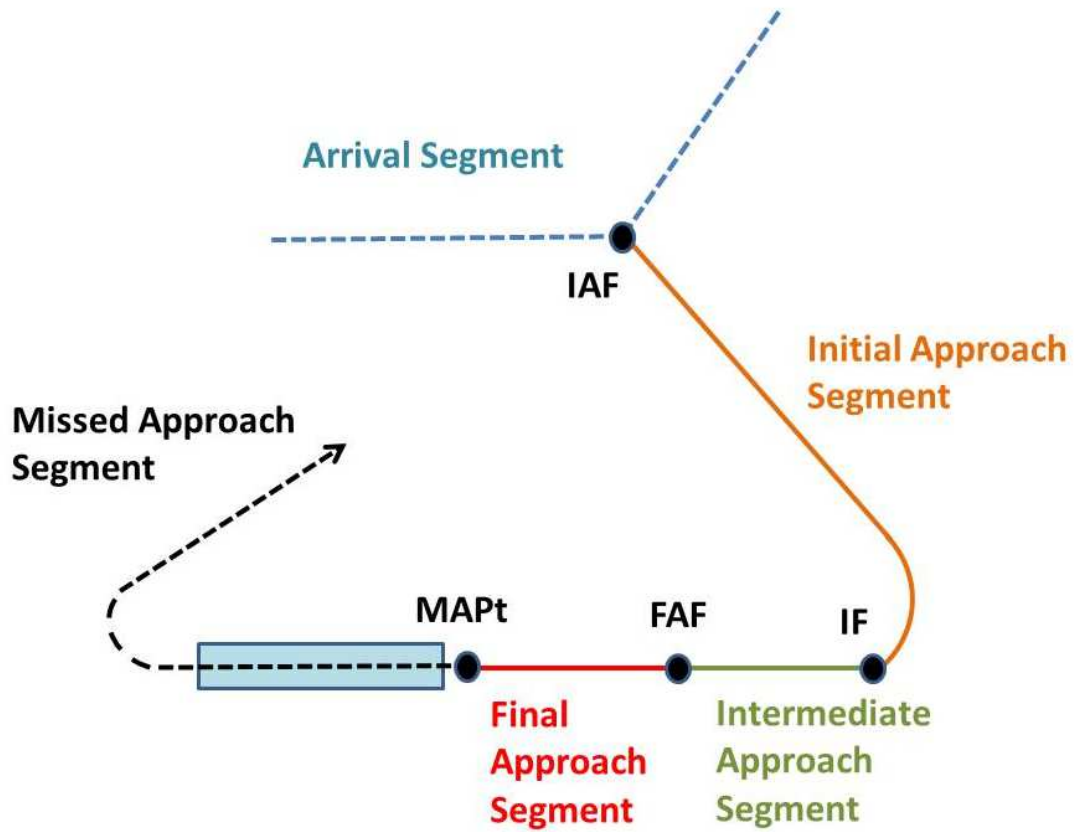 Arrival Segment
IAF
Initial Approach
Segment
Missed Approach
Segment
MAPt
FAF
IF
Final
Approach
Segment
Intermediate
Approach
Segment